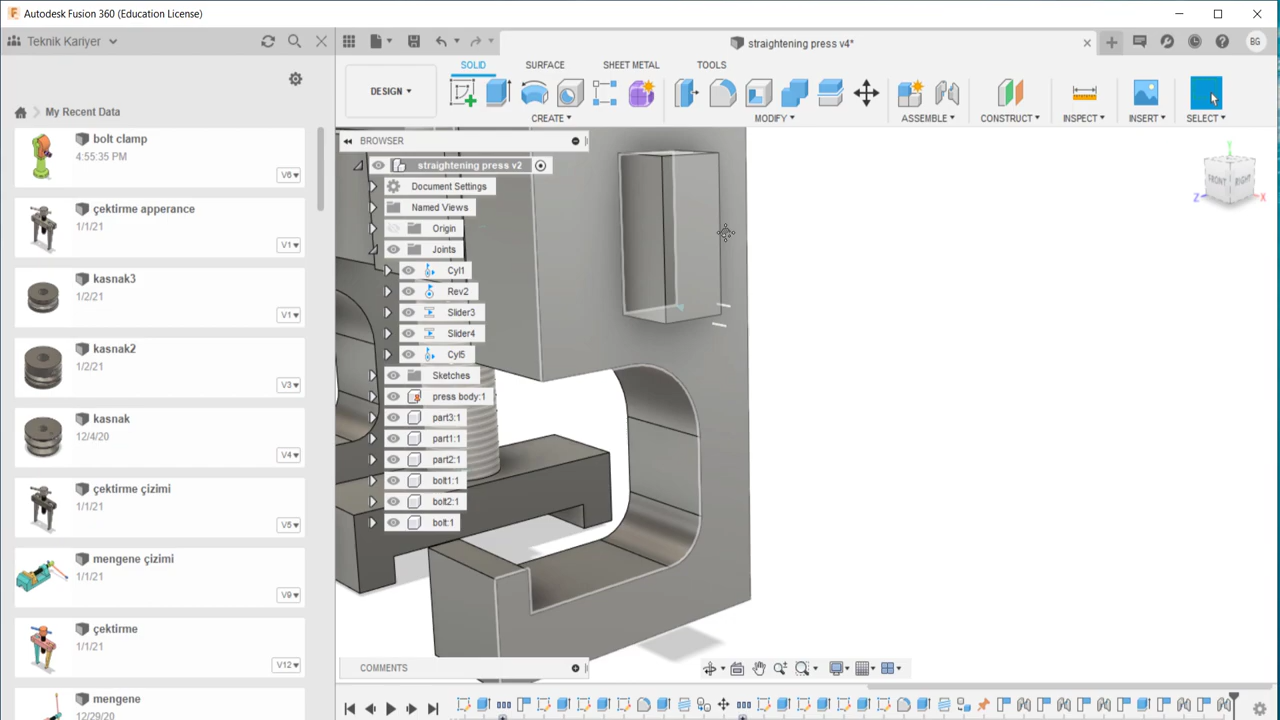 Autodesk Fusion 360 (Education License)
Teknik Kariyer
straightening press v4*
BG
DESIGN
SOLID
SURFACE
SHEET METAL
TOOLS
CREATE
MODIFY
ASSEMBLE
CONSTRUCT
INSPECT
INSERT
SELECT
My Recent Data
bolt clamp
4:55:35 PM
V6
çektirme apperance
1/1/21
V1
kasnak3
1/2/21
V1
kasnak2
1/2/21
V3
kasnak
12/4/20
V4
çektirme çizimi
1/1/21
V5
mengene çizimi
1/1/21
V9
çektirme
1/1/21
V12
mengene
12/29/20
BROWSER
straightening press v2
Document Settings
Named Views
Origin
Joints
Cyl1
Rev2
Slider3
Slider4
Cyl5
Sketches
press body:1
part3:1
part1:1
part2:1
bolt1:1
bolt2:1
bolt:1
COMMENTS
Y
FRONT
RIGHT
Z
X